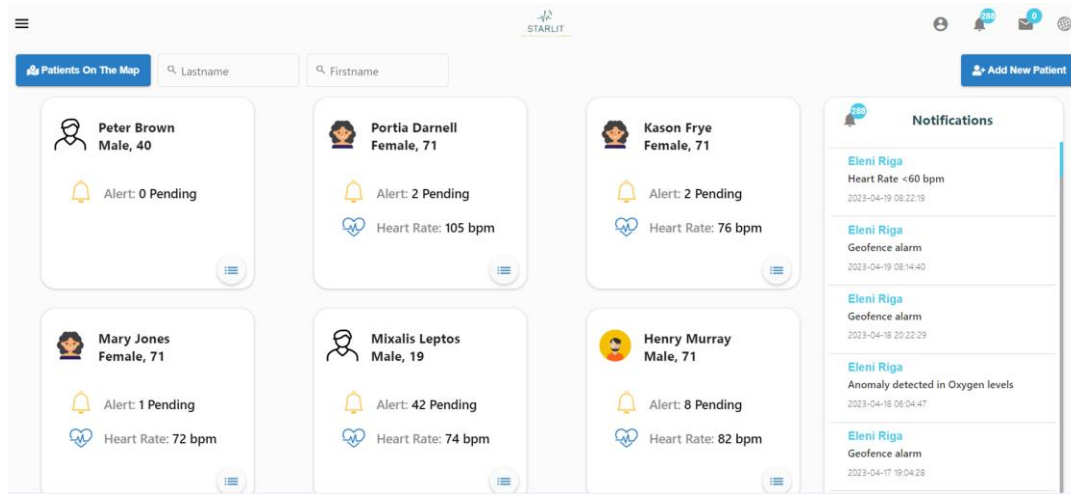 STARLIT
288
0
Patients On The Map
Lastname
Firstname
Add New Patient
Peter Brown
Male, 40
Alert: 0 Pending
Portia Darnell
Female, 71
Alert: 2 Pending
Heart Rate: 105 bpm
Kason Frye
Female, 71
Alert: 2 Pending
Heart Rate: 76 bpm
Mary Jones
Female, 71
Alert: 1 Pending
Heart Rate: 72 bpm
Mixalis Leptos
Male, 19
Alert: 42 Pending
Heart Rate: 74 bpm
Henry Murray
Male, 71
Alert: 8 Pending
Heart Rate: 82 bpm
288
Notifications
Eleni Riga
Heart Rate <60 bpm
2023-04-19 08:22:19
Eleni Riga
Geofence alarm
2023-04-19 08:14:40
Eleni Riga
Geofence alarm
2023-04-18 20:22:29
Eleni Riga
Anomaly detected in Oxygen levels
2023-04-18 06:04:47
Eleni Riga
Geofence alarm
2023-04-17 19:04:28